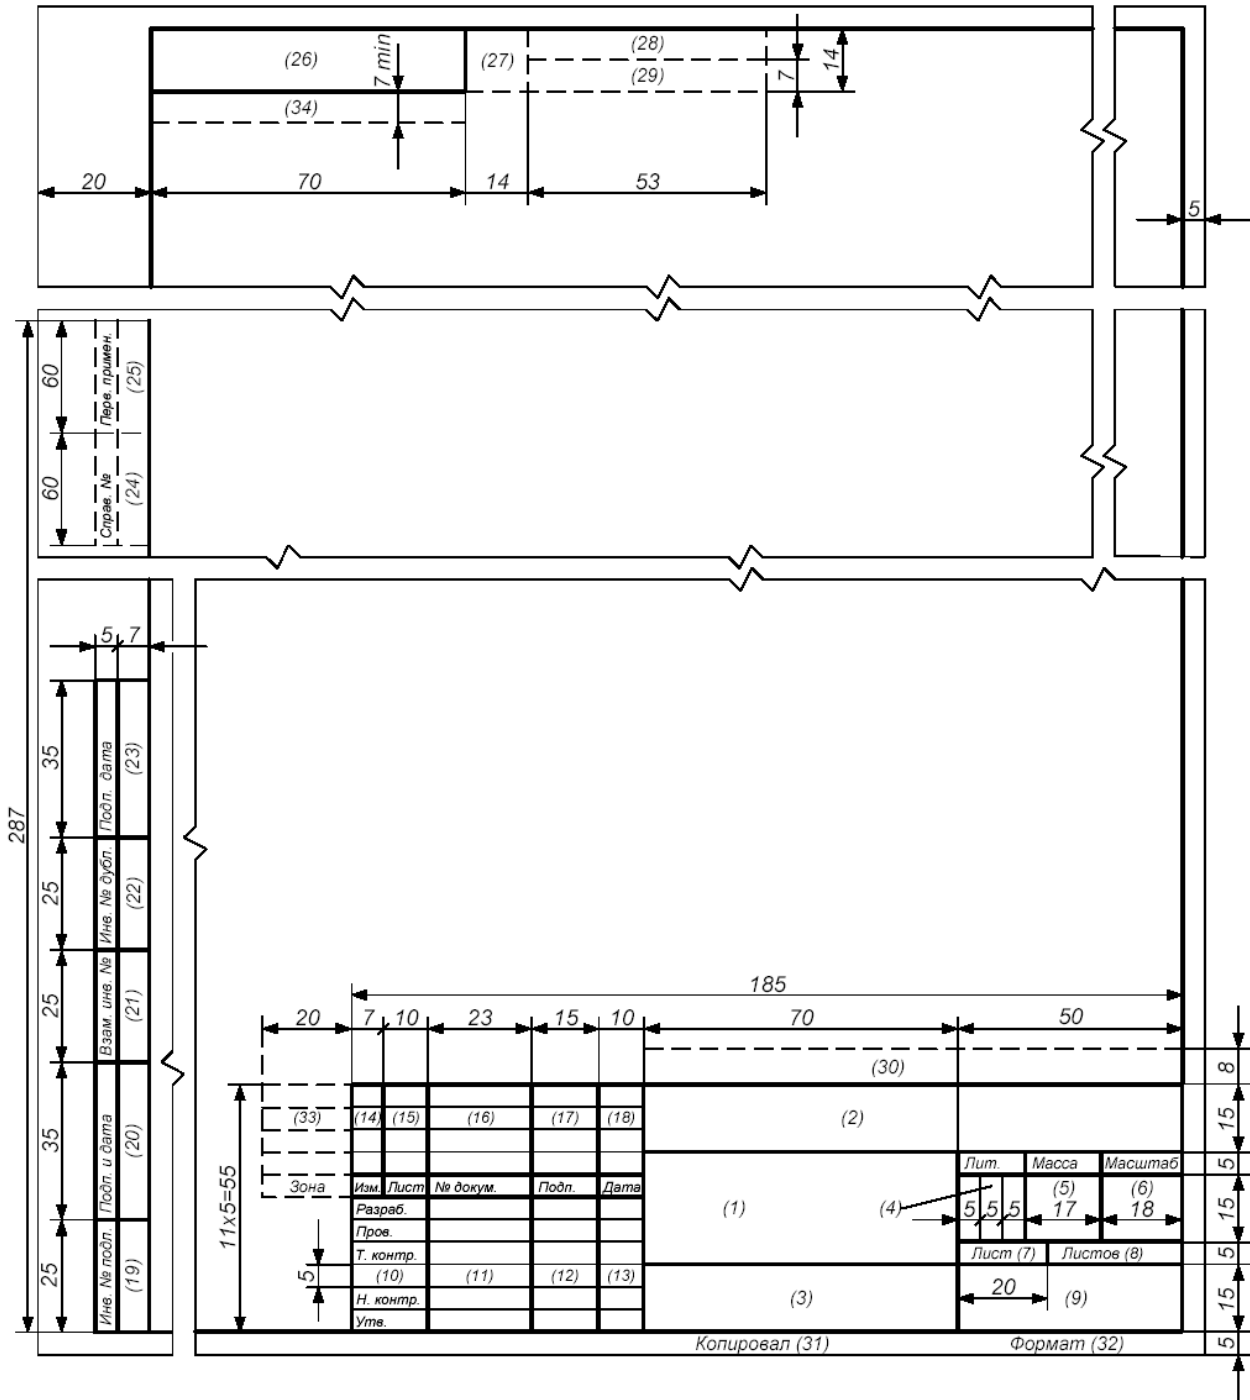 (26)
7 min
(27)
(28)
(29)
7
14
(34)
20
70
14
53
5
287
60
Перв. примен.
(25)
60
Справ. №
(24)
5
7
35
Подп. дата
(23)
25
Инв. № дубл.
(22)
25
Взам. инв. №
(21)
35
Подп. и дата
(20)
25
Инв. № подл.
(19)
185
20
7
10
23
15
10
70
50
(30)
8
(33)
(14)
(15)
(16)
(17)
(18)
(2)
15
Зона
Изм.
Лист
№ докум.
Подп.
Дата
Лит.
Масса
Масштаб
5
11x5=55
Разраб.
Пров.
Т. контр.
(10)
(11)
(12)
(13)
Н. контр.
Утв.
5
(1)
(4)
5
5
5
(5)
17
(6)
18
15
Лист (7)
Листов (8)
5
(3)
20
(9)
15
Копировал (31)
Формат (32)
5